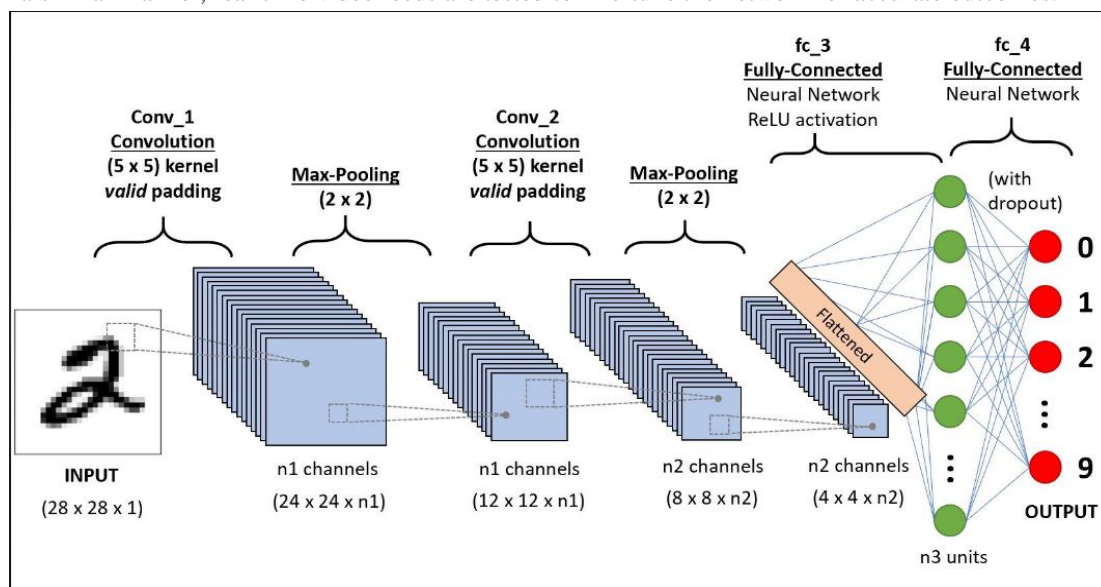 fc_3
Fully-Connected
Neural Network
ReLU activation
fc_4
Fully-Connected
Neural Network
Conv_1
Convolution
(5 x 5) kernel
valid padding
Max-Pooling
(2 x 2)
Conv_2
Convolution
(5 x 5) kernel
valid padding
Max-Pooling
(2 x 2)
(with
dropout)
2
Flattened
0
1
2
9
INPUT
(28 x 28 x 1)
n1 channels
(24 x 24 x n1)
n1 channels
(12 x 12 x n1)
n2 channels
(8 x 8 x n2)
n2 channels
(4 x 4 x n2)
n3 units
OUTPUT